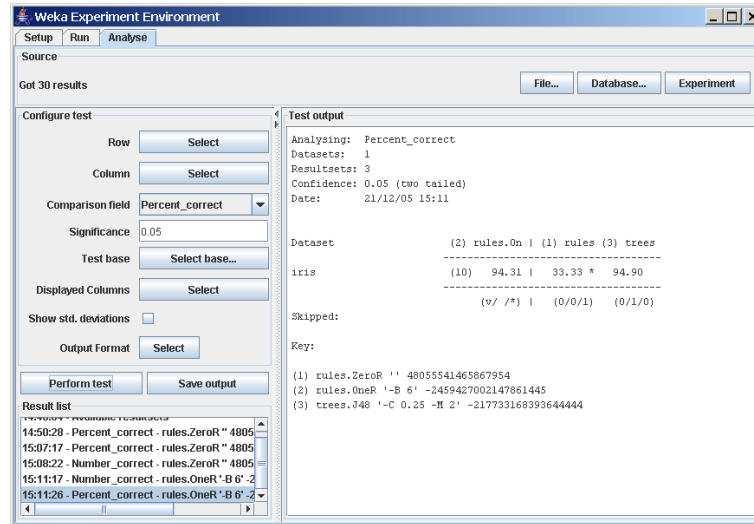 Weka Experiment Environment
Setup Run Analyse
Source
Got 30 results
File... Database... Experiment
Configure test
Row Select
Column Select
Comparison field Percent_correct
Significance 0.05
Test base Select base...
Displayed Columns Select
Show std. deviations
Output Format Select
Perform test Save output
Result list
14:50:28 - Percent_correct - rules.ZeroR '' 4805
15:07:17 - Percent_correct - rules.ZeroR '' 4805
15:08:22 - Number_correct - rules.ZeroR '' 4805
15:11:17 - Number_correct - rules.OneR '-B 6' -2
15:11:26 - Percent_correct - rules.OneR '-B 6' -2
Test output
Analysing: Percent_correct
Datasets: 1
Resultsets: 3
Confidence: 0.05 (two tailed)
Date: 21/12/05 15:11
Dataset (2) rules.On | (1) rules (3) trees
--------------------------------------
iris (10) 94.31 | 33.33 * 94.90
--------------------------------------
(v/ /*) | (0/0/1) (0/1/0)
Skipped:
Key:
(1) rules.ZeroR '' 48055541465867954
(2) rules.OneR '-B 6' -2459427002147861445
(3) trees.J48 '-C 0.25 -M 2' -217733168393644444